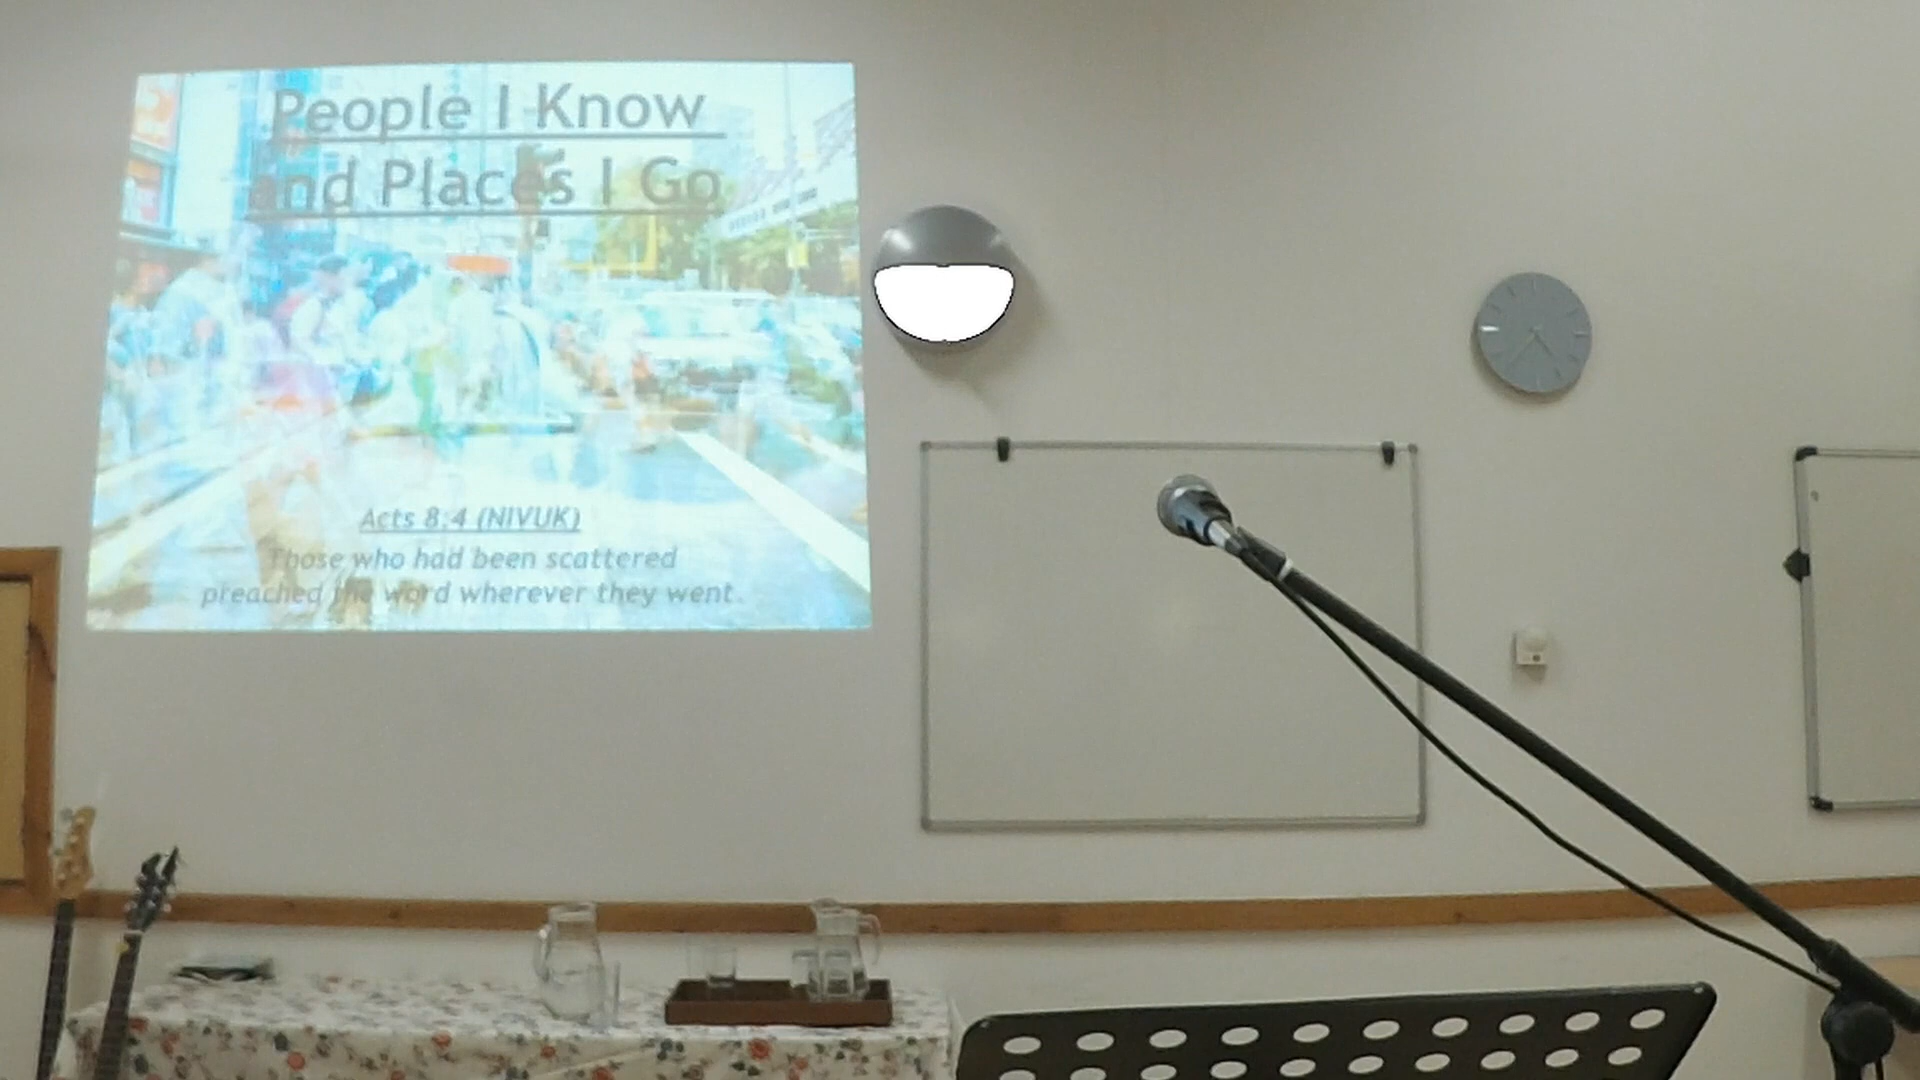 People I Know
and Places I Go
Acts 8:4 (NIVUK)
Those who had been scattered
preached the word wherever they went.